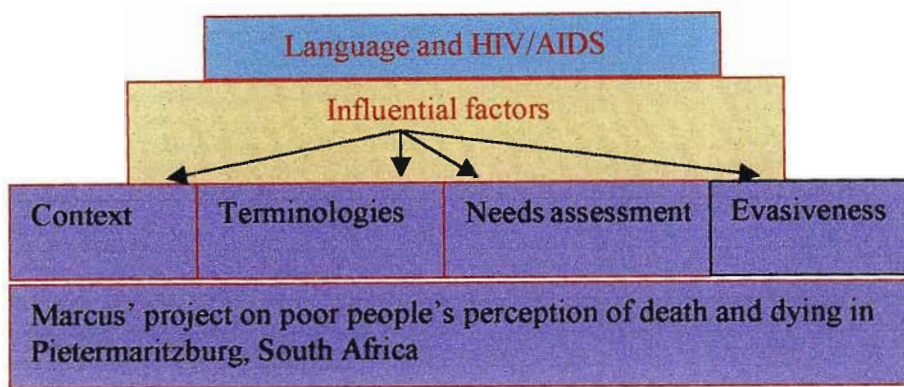 Language and HIV/AIDS
Influential factors
Context
Terminologies
Needs assessment
Evasiveness
Marcus’ project on poor people’s perception of death and dying in
Pietermaritzburg, South Africa